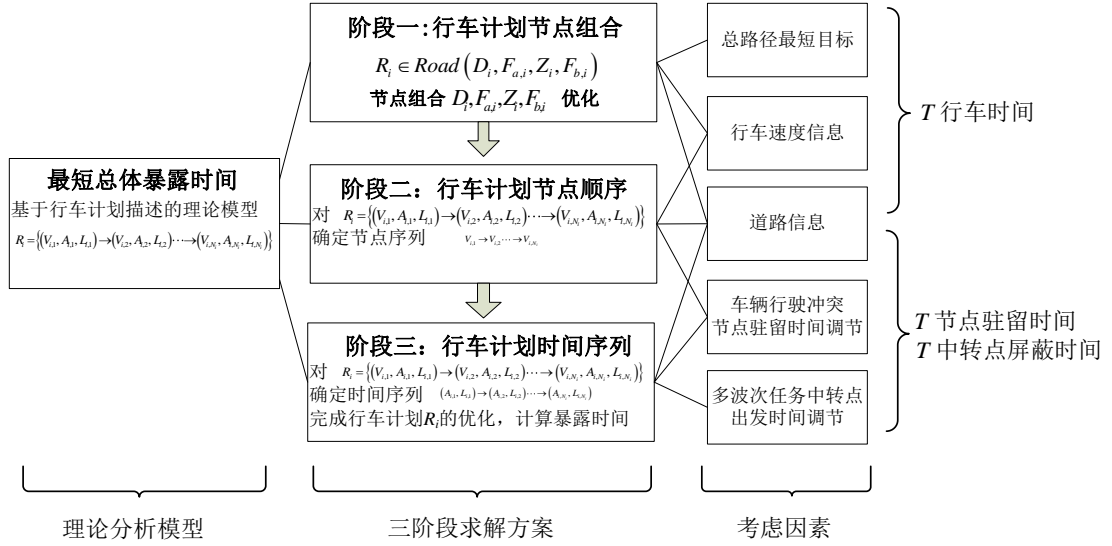 最短总体暴露时间
基于行车计划描述的理论模型
R_i={(V_{i,1}, A_{i,1}, L_{i,1})→(V_{i,2}, A_{i,2}, L_{i,2})⋯→(V_{i,N_i}, A_{i,N_i}, L_{i,N_i})}
理论分析模型
阶段一:行车计划节点组合
R_i ∈ Road(D_i, F_{a,i}, Z_i, F_{b,i})
节点组合 D_i, F_{a,i}, Z_i, F_{b,i} 优化
阶段二：行车计划节点顺序
对 R_i={(V_{i,1}, A_{i,1}, L_{i,1})→(V_{i,2}, A_{i,2}, L_{i,2})⋯→(V_{i,N_i}, A_{i,N_i}, L_{i,N_i})}
确定节点序列 V_{i,1}→V_{i,2}⋯→V_{i,N_i}
阶段三：行车计划时间序列
对 R_i={(V_{i,1}, A_{i,1}, L_{i,1})→(V_{i,2}, A_{i,2}, L_{i,2})⋯→(V_{i,N_i}, A_{i,N_i}, L_{i,N_i})}
确定时间序列 (A_{i,1}, L_{i,1})→(A_{i,2}, L_{i,2})⋯→(A_{i,N_i}, L_{i,N_i})
完成行车计划R_i的优化，计算暴露时间
三阶段求解方案
总路径最短目标
行车速度信息
道路信息
车辆行驶冲突
节点驻留时间调节
多波次任务中转点
出发时间调节
考虑因素
T 行车时间
T 节点驻留时间
T 中转点屏蔽时间